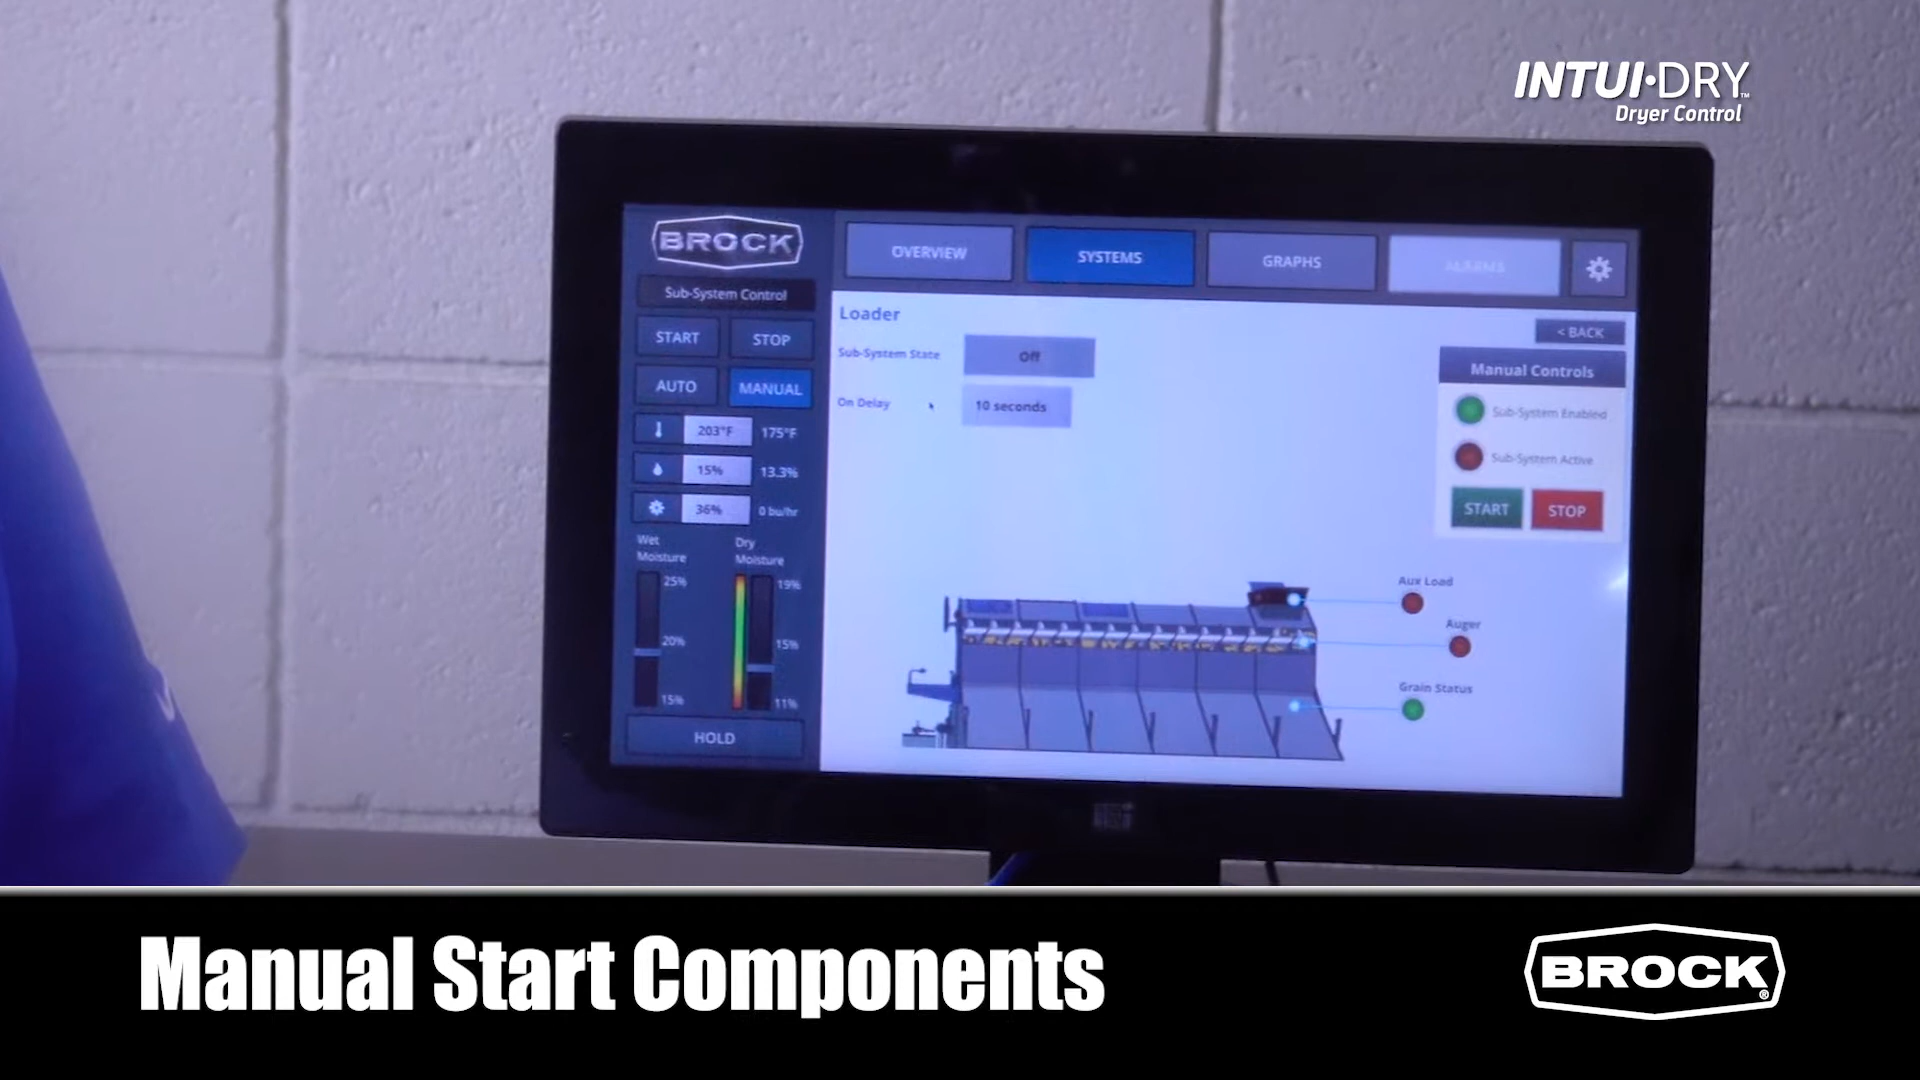 INTUI·DRY™
Dryer Control
BROCK
OVERVIEW
SYSTEMS
GRAPHS
ALARMS
Sub-System Control
START
STOP
AUTO
MANUAL
203°F
175°F
15%
13.3%
36%
0 bu/hr
Wet
Moisture
Dry
Moisture
25%
20%
15%
19%
15%
11%
HOLD
Loader
Sub-System State
Off
On Delay
10 seconds
< BACK
Manual Controls
Sub-System Enabled
Sub-System Active
START
STOP
Aux Load
Auger
Grain Status
Manual Start Components
BROCK®